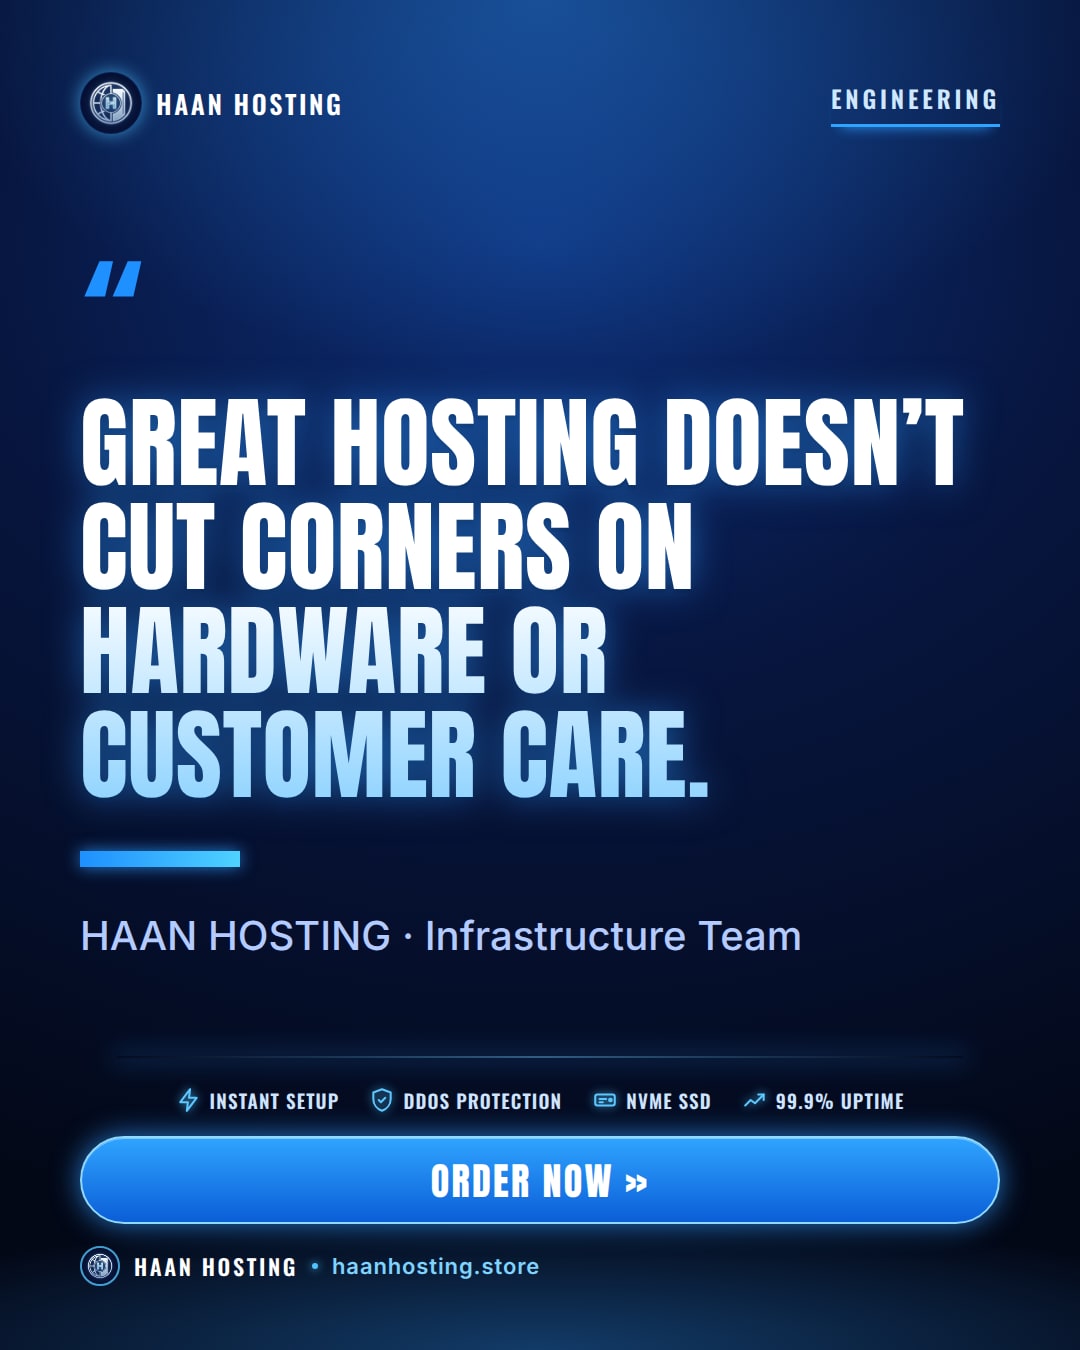 HAAN HOSTING
ENGINEERING
“
GREAT HOSTING DOESN’T
CUT CORNERS ON
HARDWARE OR
CUSTOMER CARE.
HAAN HOSTING · Infrastructure Team
INSTANT SETUP DDOS PROTECTION NVME SSD 99.9% UPTIME
ORDER NOW »
HAAN HOSTING • haanhosting.store